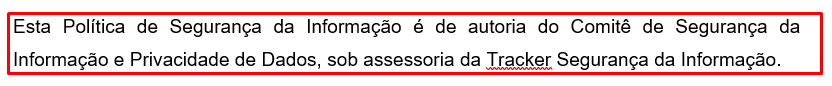 Esta Política de Segurança da Informação é de autoria do Comitê de Segurança da
Informação e Privacidade de Dados, sob assessoria da Tracker Segurança da Informação.